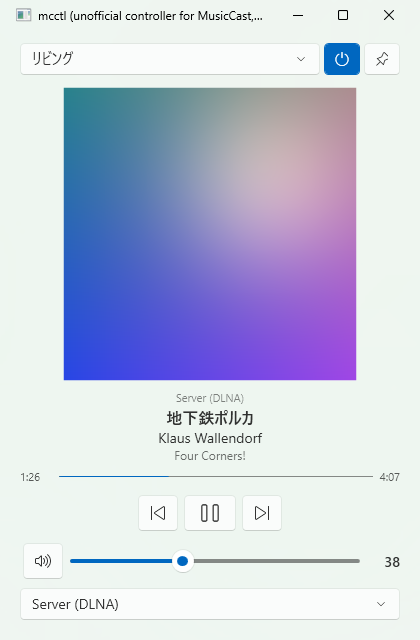 mcctl (unofficial controller for MusicCast,...
リビング
Server (DLNA)
地下鉄ポルカ
Klaus Wallendorf
Four Corners!
1:26
4:07
38
Server (DLNA)